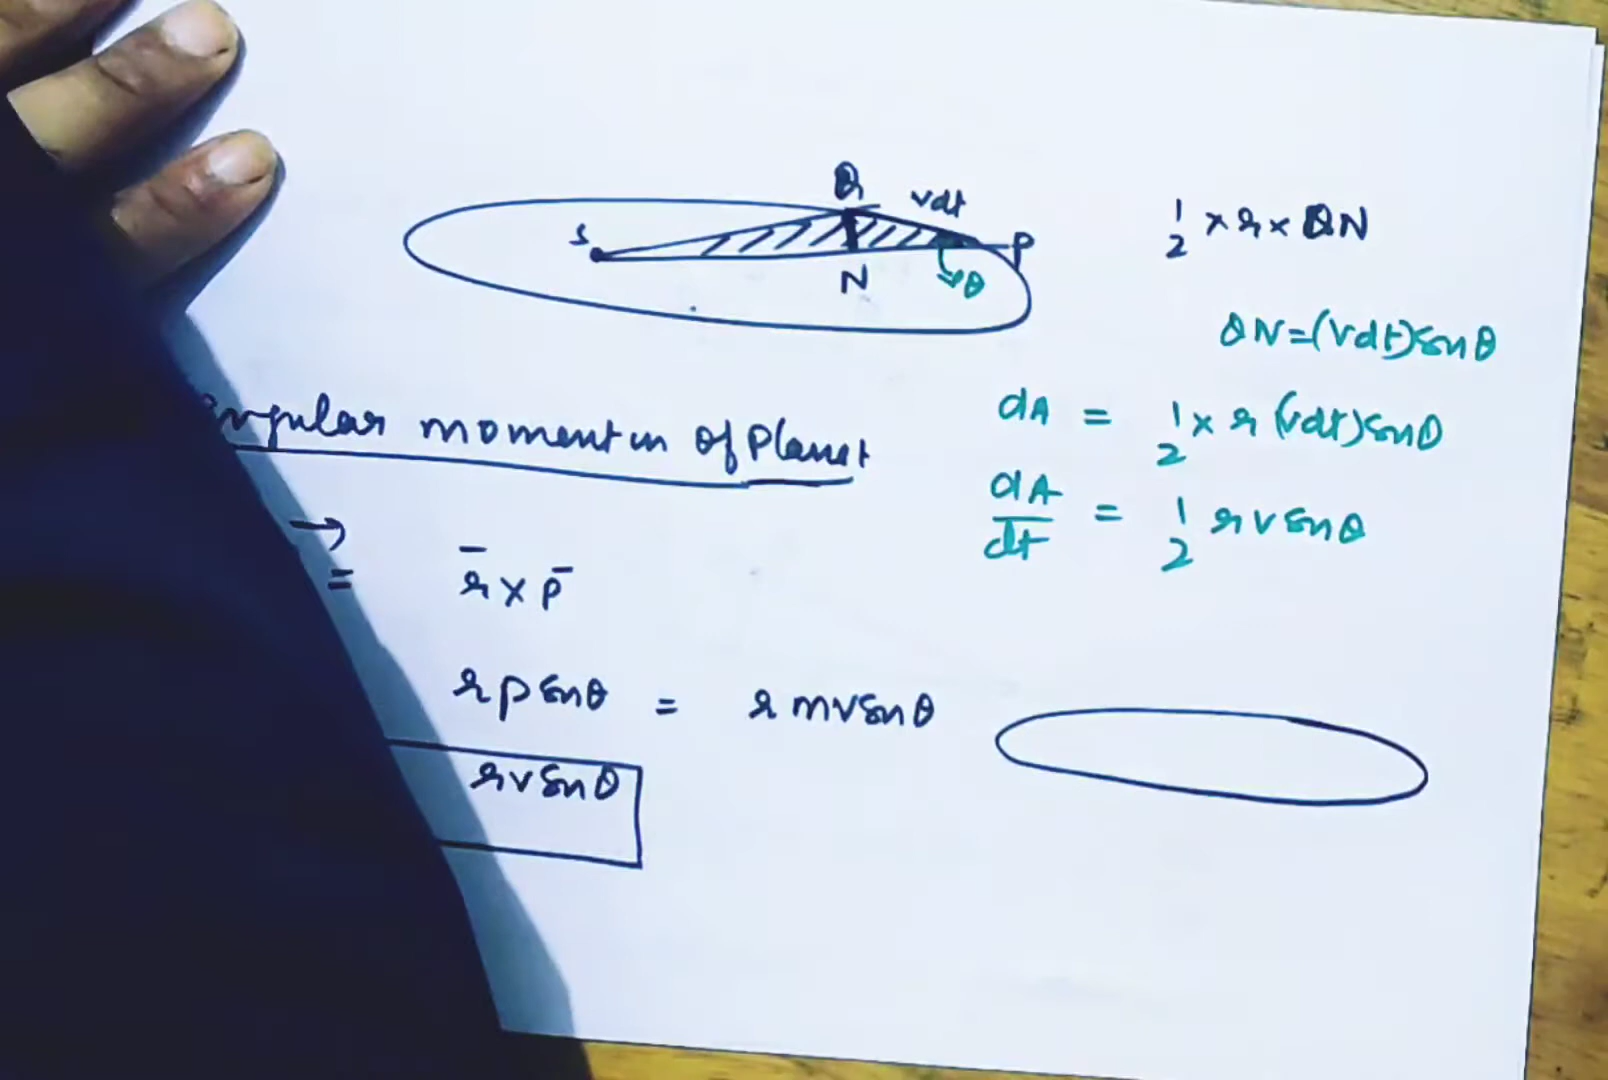 Q
vdt
S
P
N
θ
1/2 × r × QN
QN=(vdt)sinθ
dA = 1/2 × r (vdt)sinθ
dA/dt = 1/2 r v sinθ
Angular momentum of Planet
→ =
r̄ × p̄
r p sinθ = r m v sinθ
r v sinθ